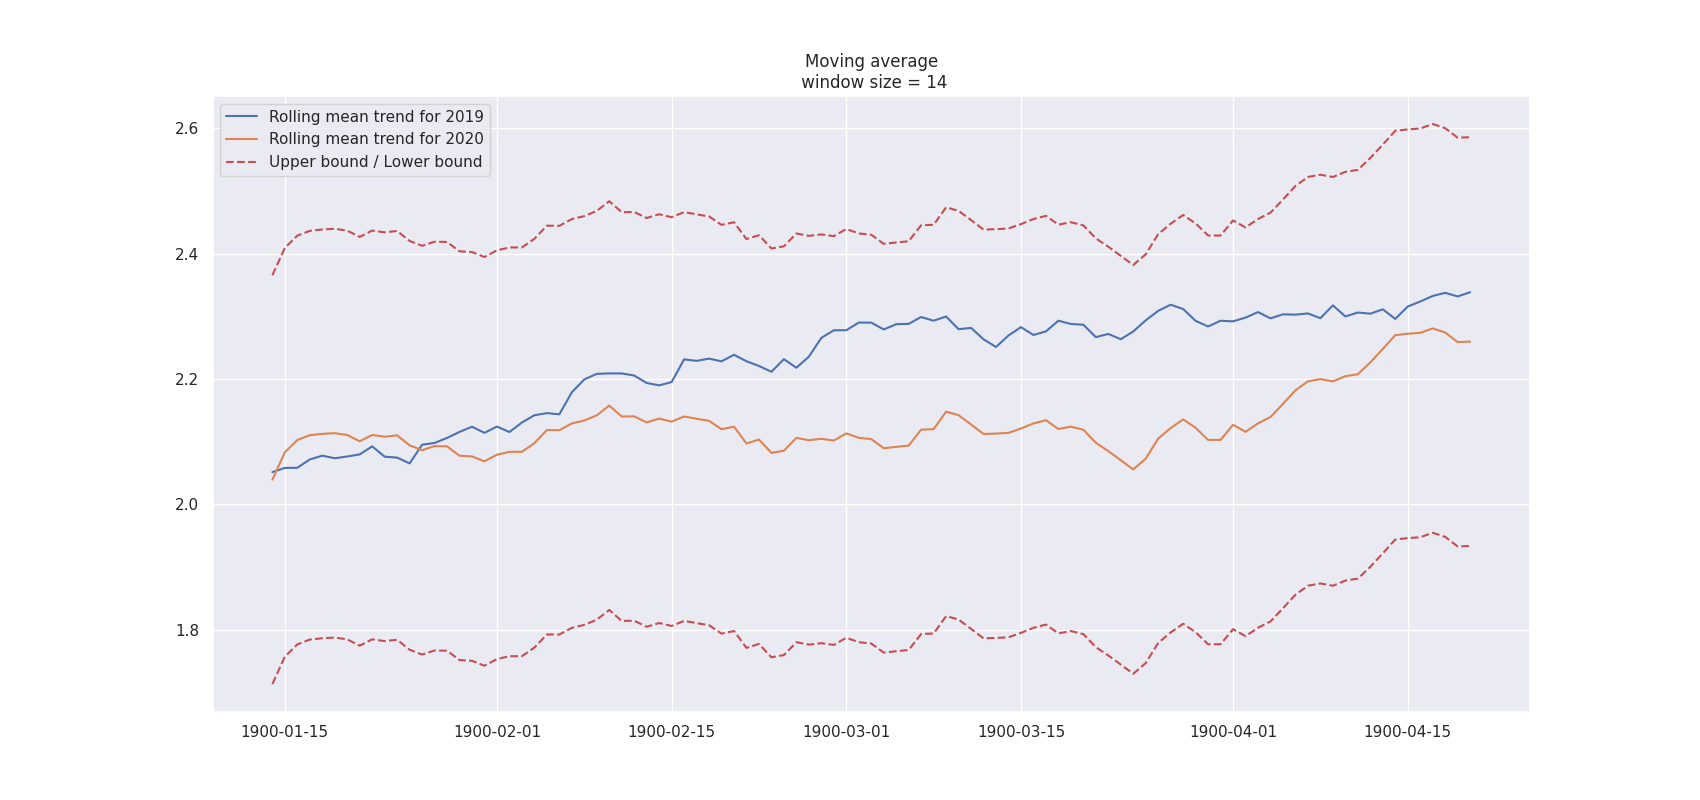 Moving average
window size = 14
Rolling mean trend for 2019
Rolling mean trend for 2020
Upper bound / Lower bound
2.6
2.4
2.2
2.0
1.8
1900-01-15 1900-02-01 1900-02-15 1900-03-01 1900-03-15 1900-04-01 1900-04-15